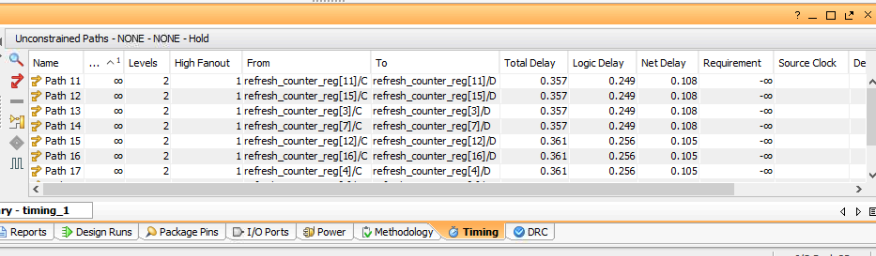 ? – □ ×
Unconstrained Paths - NONE - NONE - Hold
Name ... ^1 Levels High Fanout From To Total Delay Logic Delay Net Delay Requirement Source Clock De
Path 11 ∞ 2 1 refresh_counter_reg[11]/C refresh_counter_reg[11]/D 0.357 0.249 0.108 -∞
Path 12 ∞ 2 1 refresh_counter_reg[15]/C refresh_counter_reg[15]/D 0.357 0.249 0.108 -∞
Path 13 ∞ 2 1 refresh_counter_reg[3]/C refresh_counter_reg[3]/D 0.357 0.249 0.108 -∞
Path 14 ∞ 2 1 refresh_counter_reg[7]/C refresh_counter_reg[7]/D 0.357 0.249 0.108 -∞
Path 15 ∞ 2 1 refresh_counter_reg[12]/C refresh_counter_reg[12]/D 0.361 0.256 0.105 -∞
Path 16 ∞ 2 1 refresh_counter_reg[16]/C refresh_counter_reg[16]/D 0.361 0.256 0.105 -∞
Path 17 ∞ 2 1 refresh_counter_reg[4]/C refresh_counter_reg[4]/D 0.361 0.256 0.105 -∞
ry - timing_1
Reports Design Runs Package Pins I/O Ports Power Methodology Timing DRC